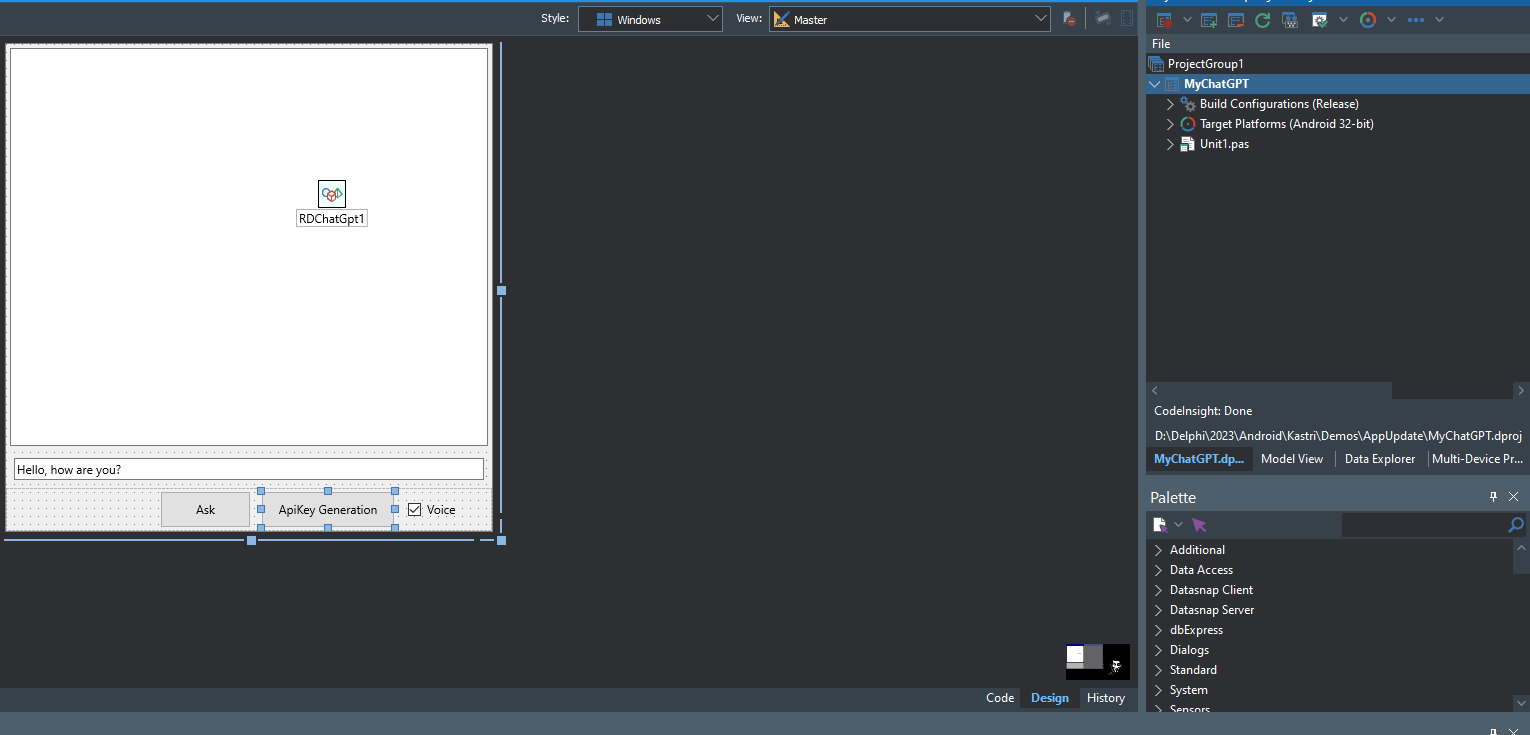 Style: Windows View: Master
File
ProjectGroup1
MyChatGPT
Build Configurations (Release)
Target Platforms (Android 32-bit)
Unit1.pas
RDChatGpt1
Hello, how are you?
Ask ApiKey Generation Voice
CodeInsight: Done
D:\Delphi\2023\Android\Kastri\Demos\AppUpdate\MyChatGPT.dproj
MyChatGPT.dp... Model View Data Explorer Multi-Device Pr...
Palette
Additional
Data Access
Datasnap Client
Datasnap Server
dbExpress
Dialogs
Standard
System
Sensors
Code Design History